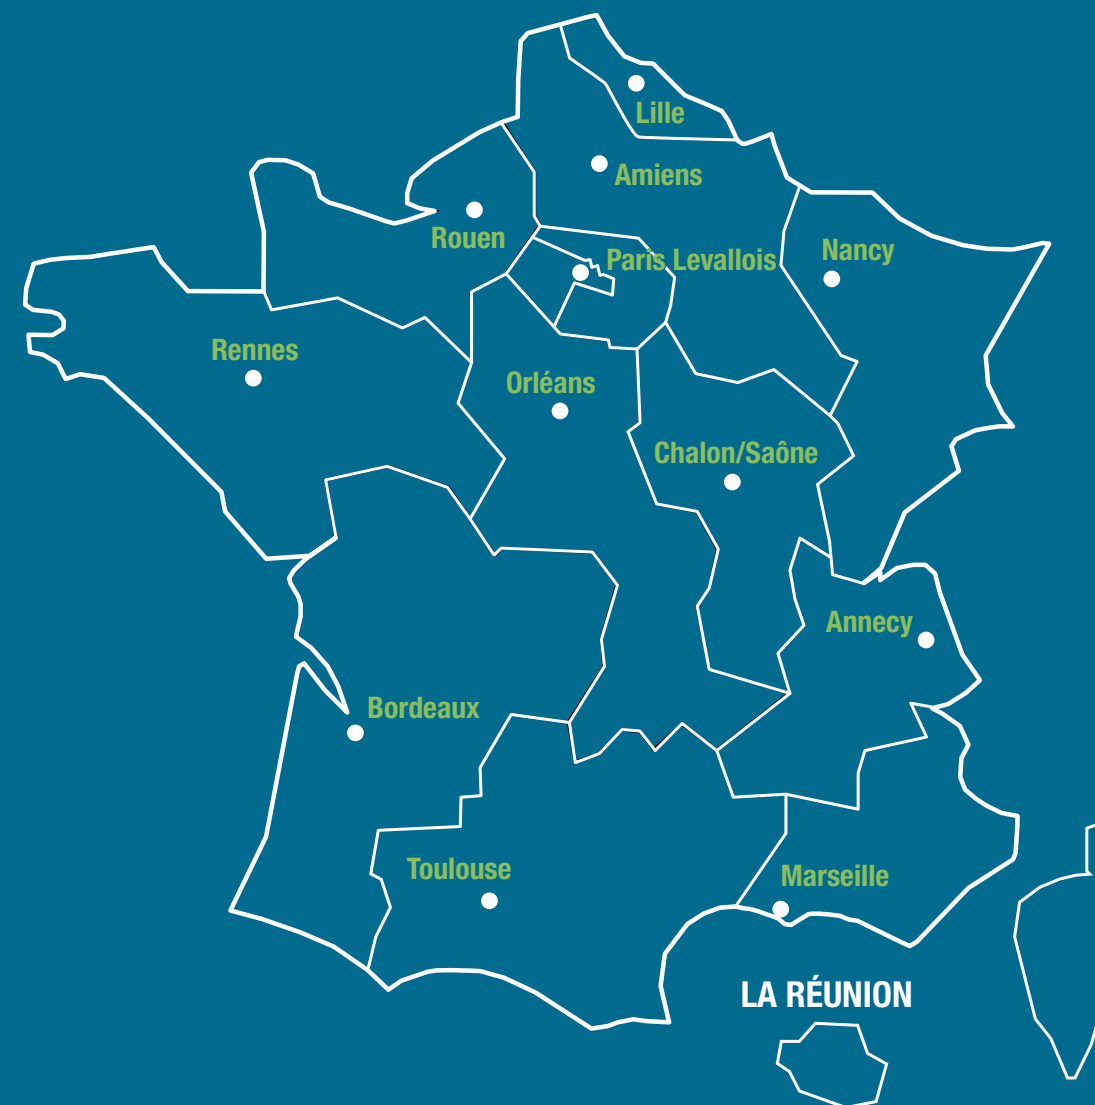 Lille
Amiens
Rouen
Paris Levallois
Nancy
Rennes
Orléans
Chalon/Saône
Annecy
Bordeaux
Toulouse
Marseille
LA RÉUNION